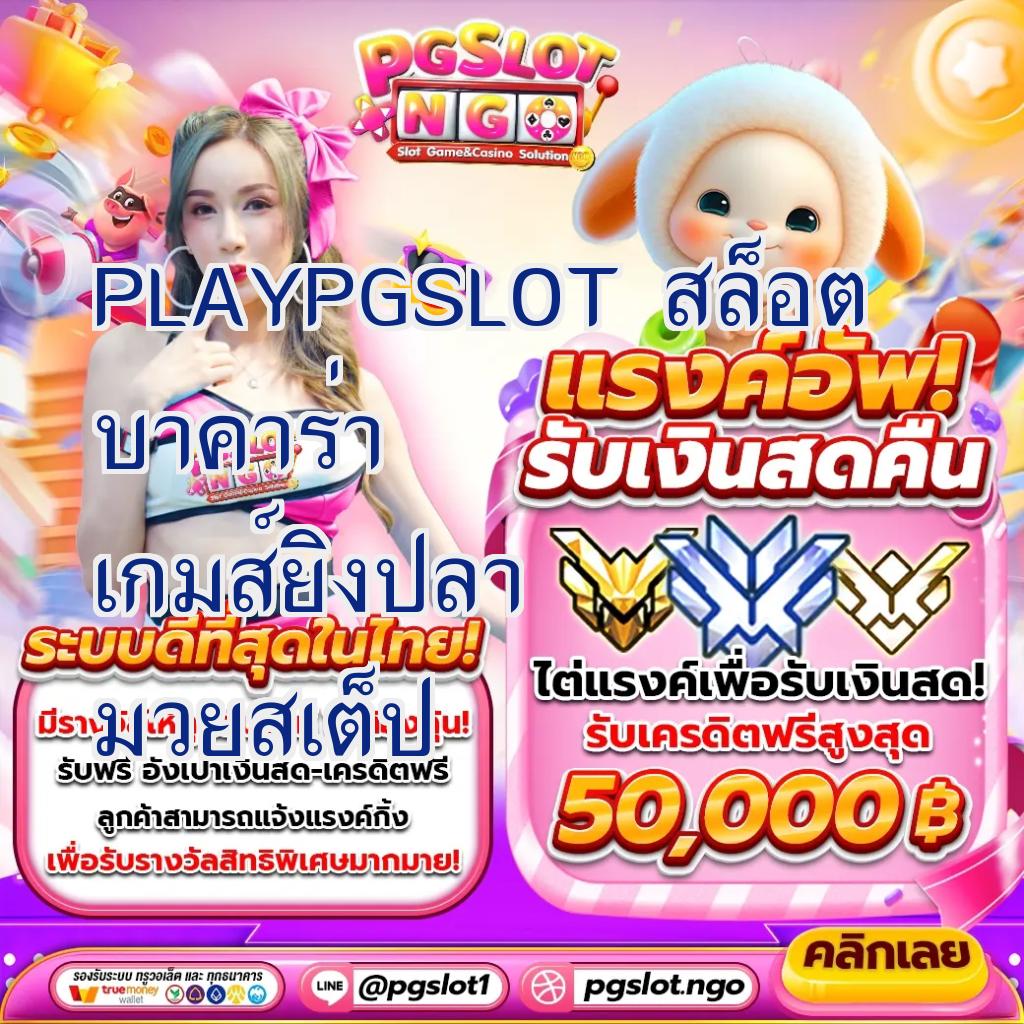 PGSLOT
NGO
Slot Game&Casino Solution
PLAYPGSLOT สล็อต
บาคาร่า
เกมส์ยิงปลา
มวยสเต็ป
แรงค์อัพ!
รับเงินสดคืน
ไต่แรงค์เพื่อรับเงินสด!
รับเครดิตฟรีสูงสุด
50,000 ฿
ระบบดีที่สุดในไทย!
รับฟรี อั่งเปาเงินสด-เครดิตฟรี
ลูกค้าสามารถแจ้งแรงค์กิ้ง
เพื่อรับรางวัลสิทธิพิเศษมากมาย!
คลิกเลย
รองรับระบบ ทรูวอเล็ต และ ทุกธนาคาร
truemoney
wallet
LINE @pgslot1
pgslot.ngo